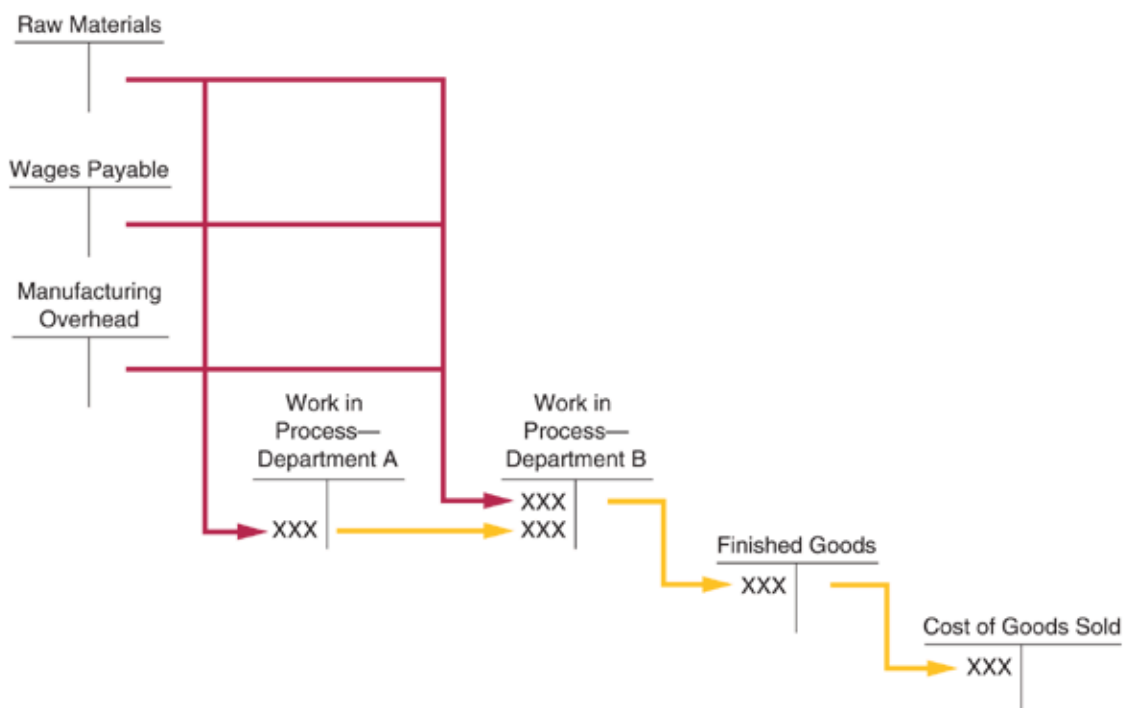 Raw Materials
Wages Payable
Manufacturing
Overhead
Work in
Process—
Department A
Work in
Process—
Department B
XXX
XXX
XXX
Finished Goods
XXX
Cost of Goods Sold
XXX